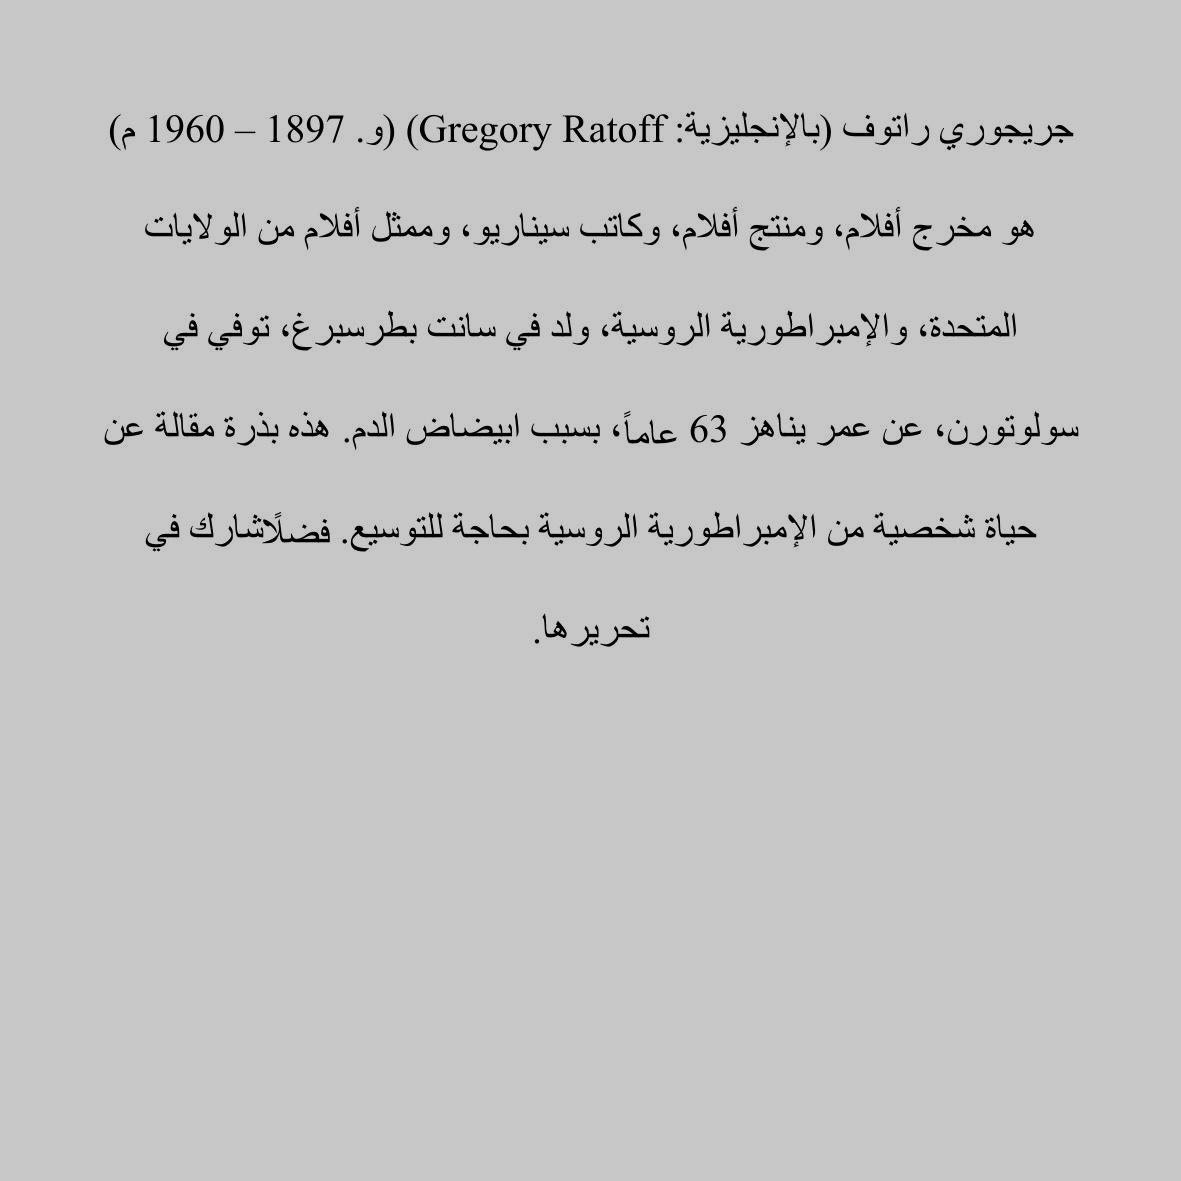 جريجوري راتوف (بالإنجليزية: Gregory Ratoff) (و. 1897 – 1960 م)
هو مخرج أفلام، ومنتج أفلام، وكاتب سيناريو، وممثل أفلام من الولايات
المتحدة، والإمبراطورية الروسية، ولد في سانت بطرسبرغ، توفي في
سولوتورن، عن عمر يناهز 63 عاماً، بسبب ابيضاض الدم. هذه بذرة مقالة عن
حياة شخصية من الإمبراطورية الروسية بحاجة للتوسيع. فضلًاشارك في
تحريرها.